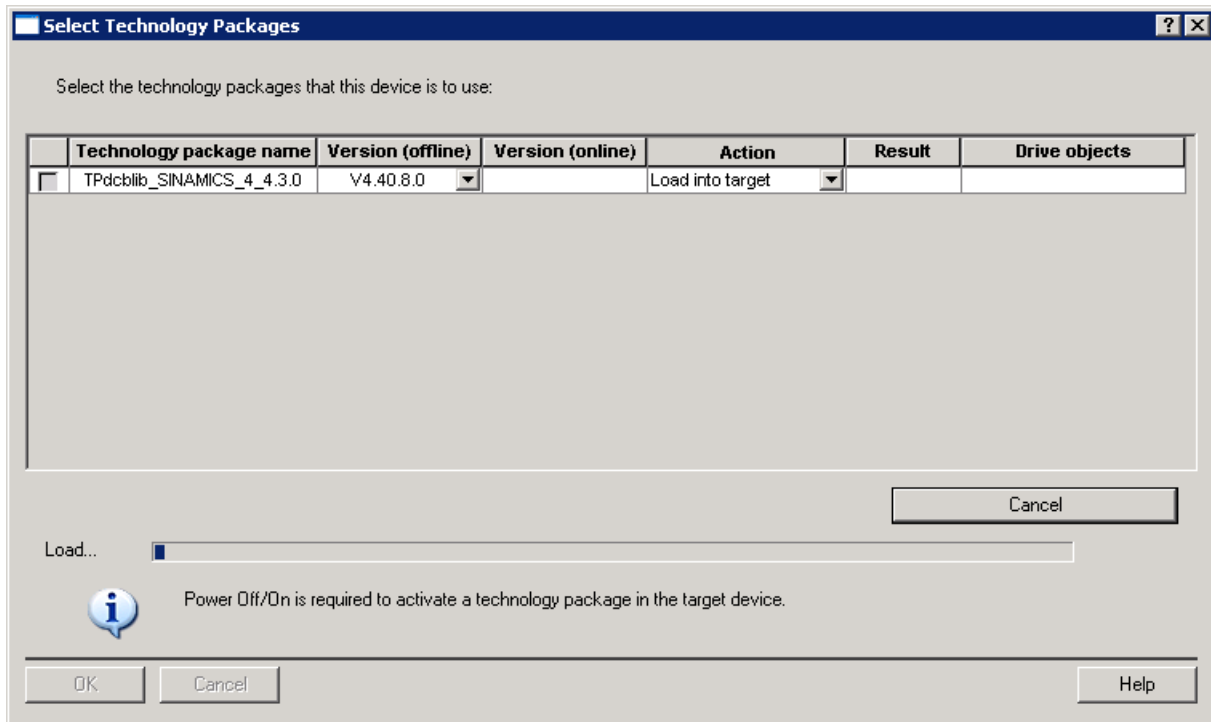 Select Technology Packages
Select the technology packages that this device is to use:
Technology package name Version (offline) Version (online) Action Result Drive objects
TPdcblib_SINAMICS_4_4.3.0 V4.40.8.0 Load into target
Cancel
Load...
Power Off/On is required to activate a technology package in the target device.
OK Cancel Help